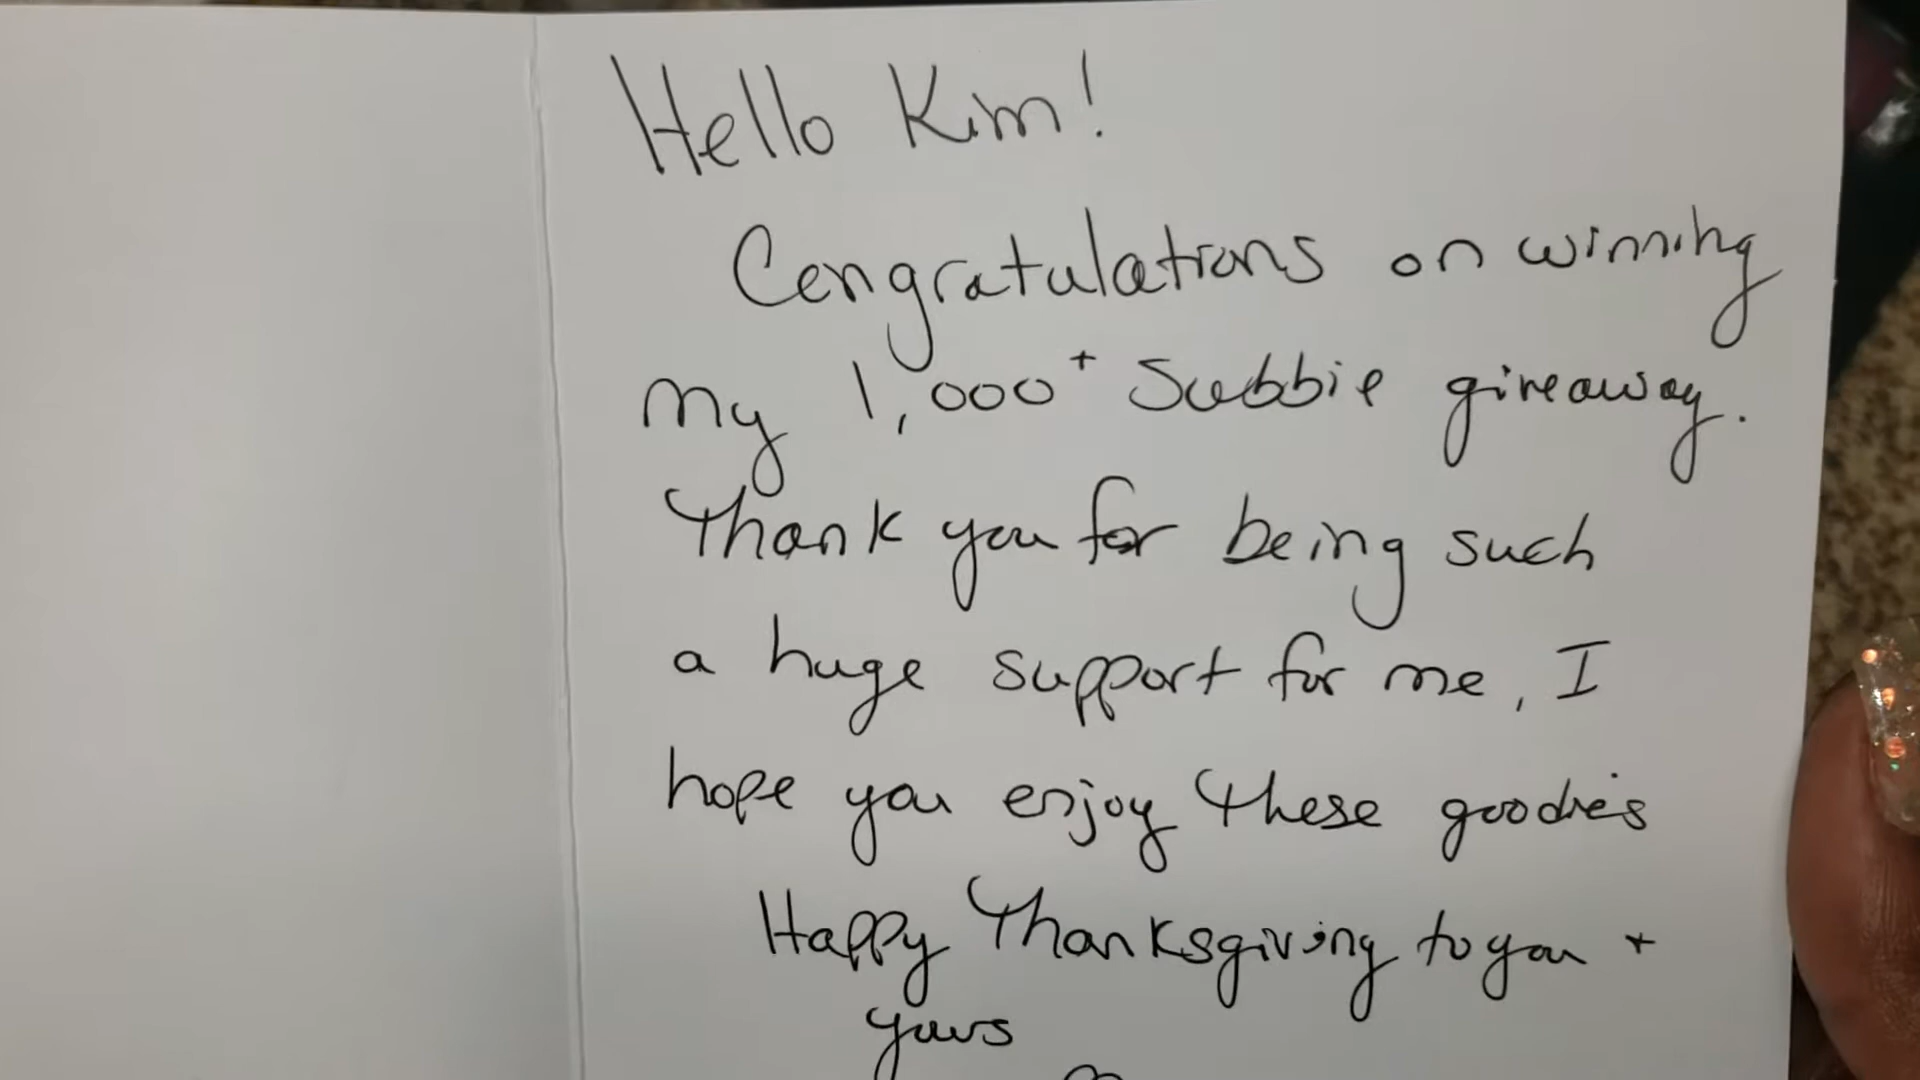 Hello Kim!
Congratulations on winning
my 1,000+ Subbie giveaway.
Thank you for being such
a huge support for me, I
hope you enjoy these goodies
Happy Thanksgiving to you +
yours